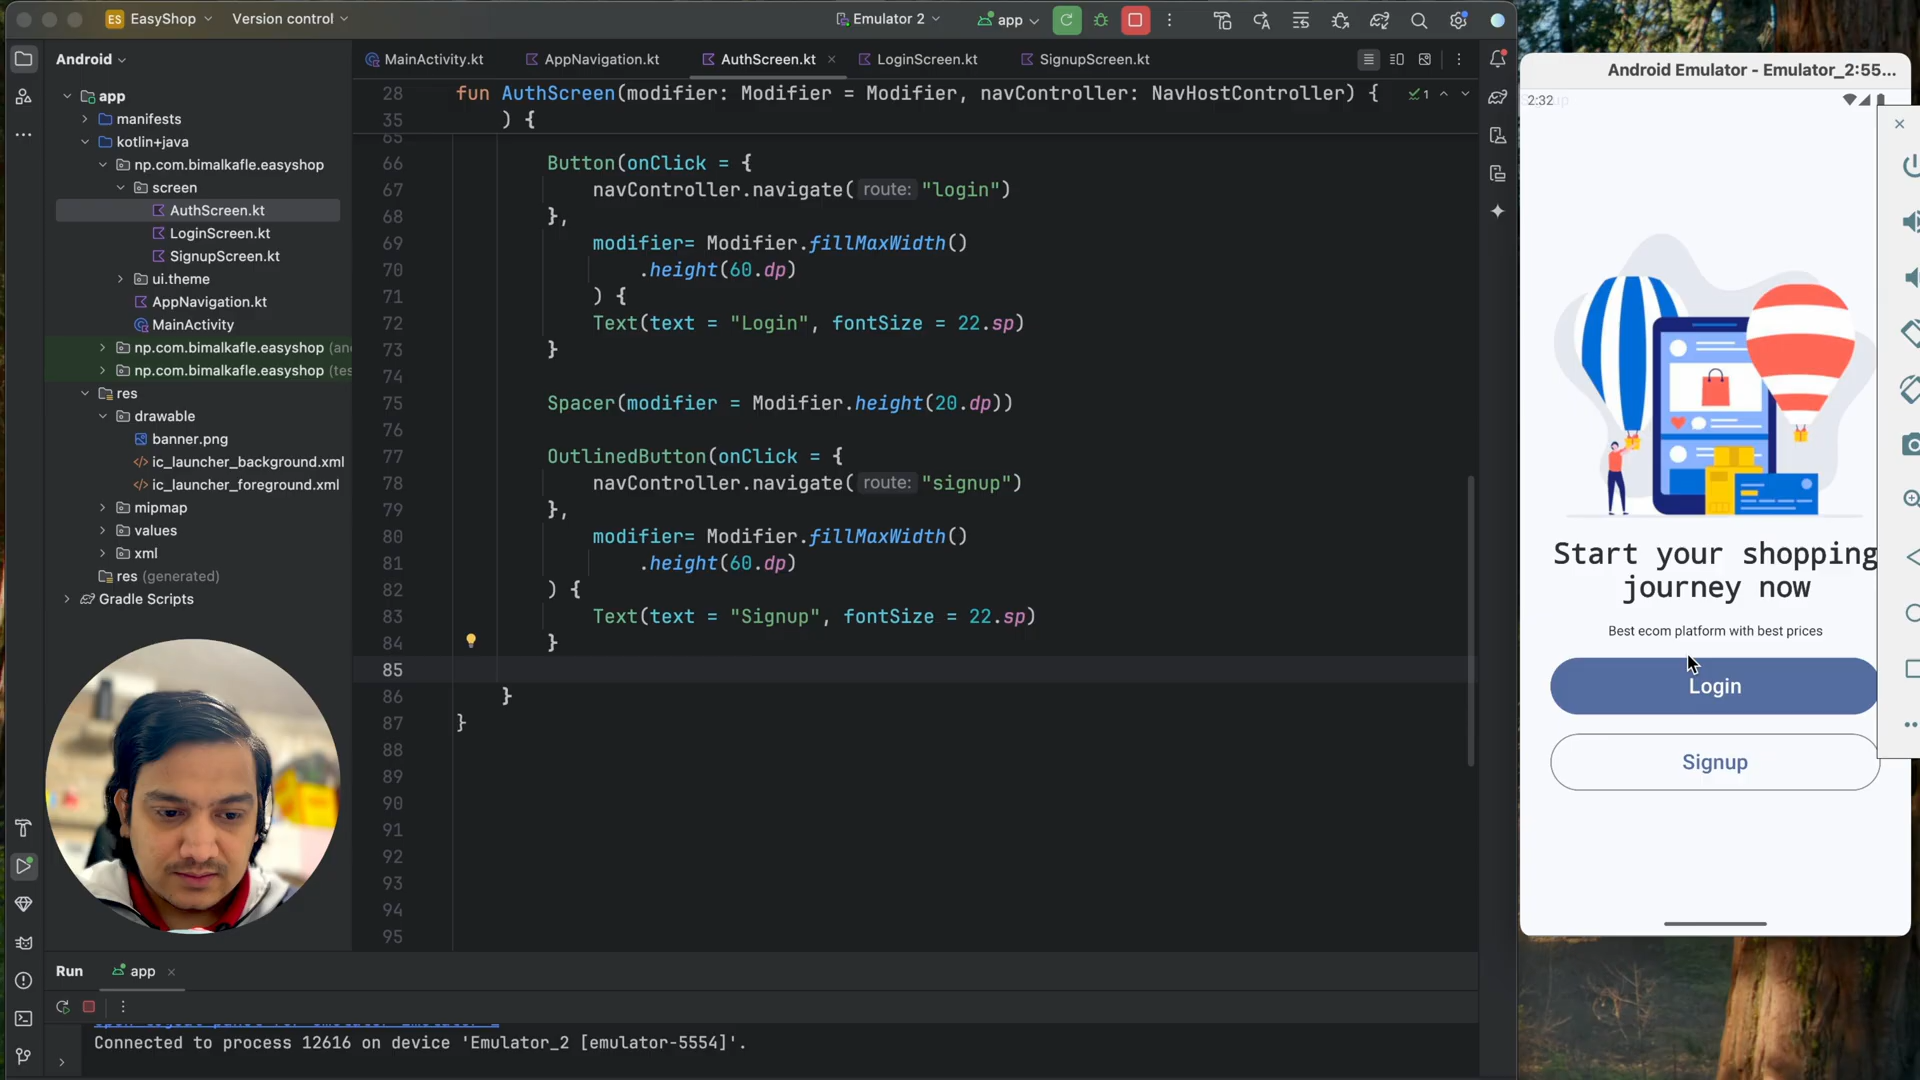 ES EasyShop Version control Emulator 2 app
Android
MainActivity.kt AppNavigation.kt AuthScreen.kt LoginScreen.kt SignupScreen.kt
app
manifests
kotlin+java
np.com.bimalkafle.easyshop
screen
AuthScreen.kt
LoginScreen.kt
SignupScreen.kt
ui.theme
AppNavigation.kt
MainActivity
np.com.bimalkafle.easyshop (an
np.com.bimalkafle.easyshop (tes
res
drawable
banner.png
</> ic_launcher_background.xml
</> ic_launcher_foreground.xml
mipmap
values
xml
res (generated)
Gradle Scripts
28 fun AuthScreen(modifier: Modifier = Modifier, navController: NavHostController) { 1
35 ) {
65
66 Button(onClick = {
67 navController.navigate( route: "login")
68 },
69 modifier= Modifier.fillMaxWidth()
70 .height(60.dp)
71 ) {
72 Text(text = "Login", fontSize = 22.sp)
73 }
74
75 Spacer(modifier = Modifier.height(20.dp))
76
77 OutlinedButton(onClick = {
78 navController.navigate( route: "signup")
79 },
80 modifier= Modifier.fillMaxWidth()
81 .height(60.dp)
82 ) {
83 Text(text = "Signup", fontSize = 22.sp)
84 }
85
86 }
87 }
88
89
90
91
92
93
94
95
Run app
Connected to process 12616 on device 'Emulator_2 [emulator-5554]'.
Android Emulator - Emulator_2:55...
2:32
Start your shopping
journey now
Best ecom platform with best prices
Login
Signup